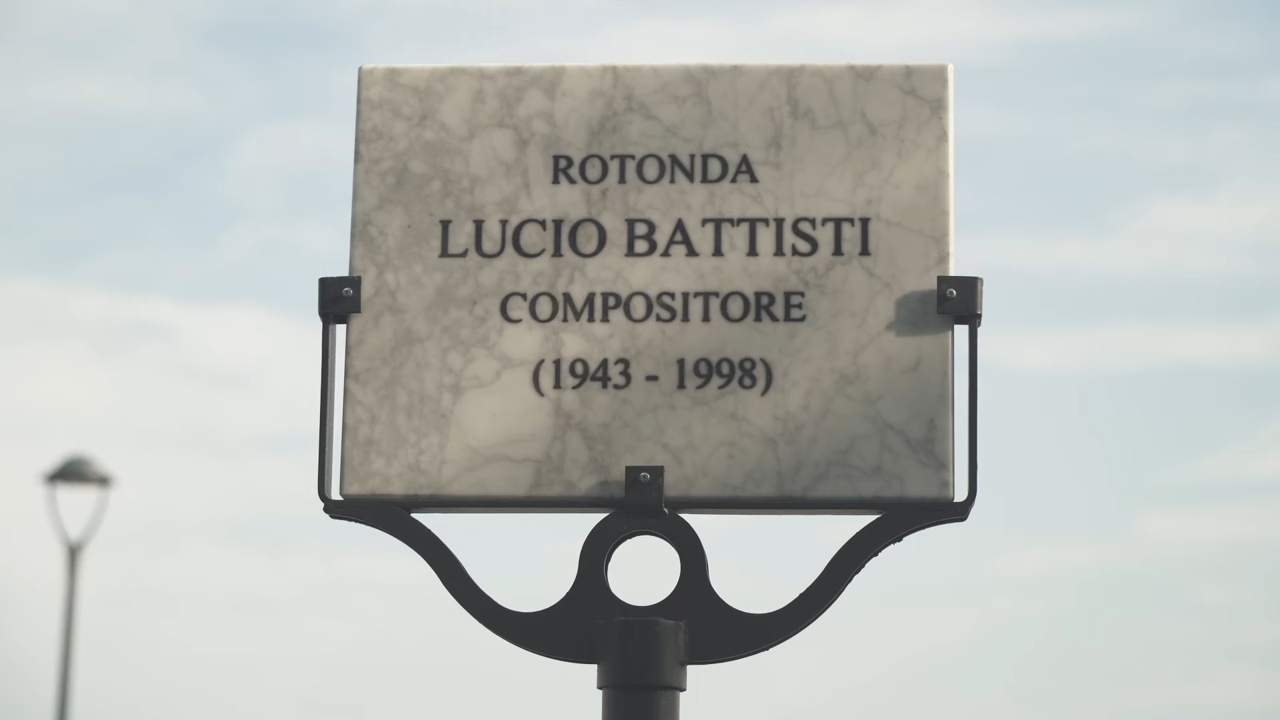 ROTONDA
LUCIO BATTISTI
COMPOSITORE
(1943 - 1998)